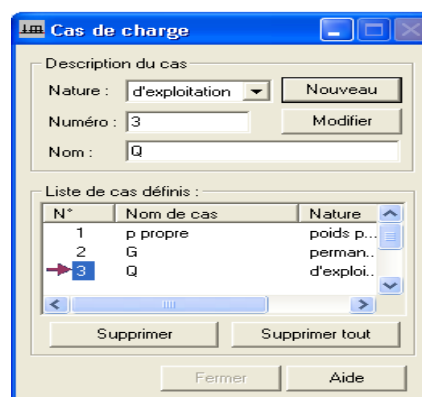 Cas de charge
Description du cas
Nature : d'exploitation Nouveau
Numéro : 3 Modifier
Nom : Q
Liste de cas définis :
N° Nom de cas Nature
1 p propre poids p...
2 G perman..
3 Q d'exploi..
Supprimer Supprimer tout
Fermer Aide